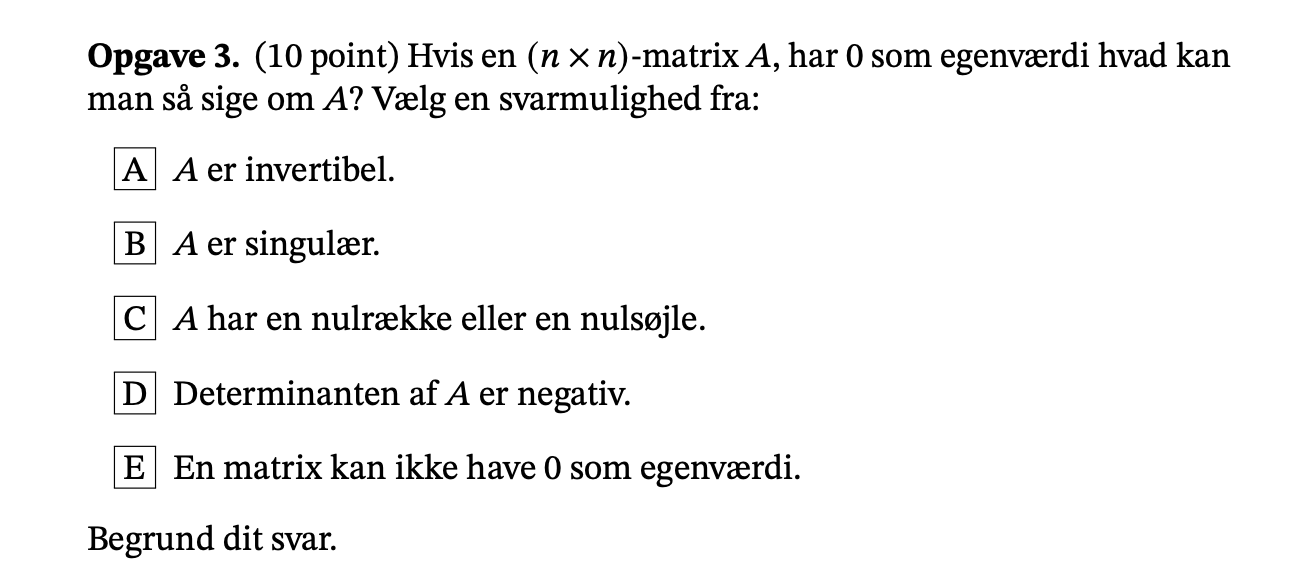 Opgave 3. (10 point) Hvis en (n × n)-matrix A, har 0 som egenværdi hvad kan
man så sige om A? Vælg en svarmulighed fra:
A A er invertibel.
B A er singulær.
C A har en nulrække eller en nulsøjle.
D Determinanten af A er negativ.
E En matrix kan ikke have 0 som egenværdi.
Begrund dit svar.